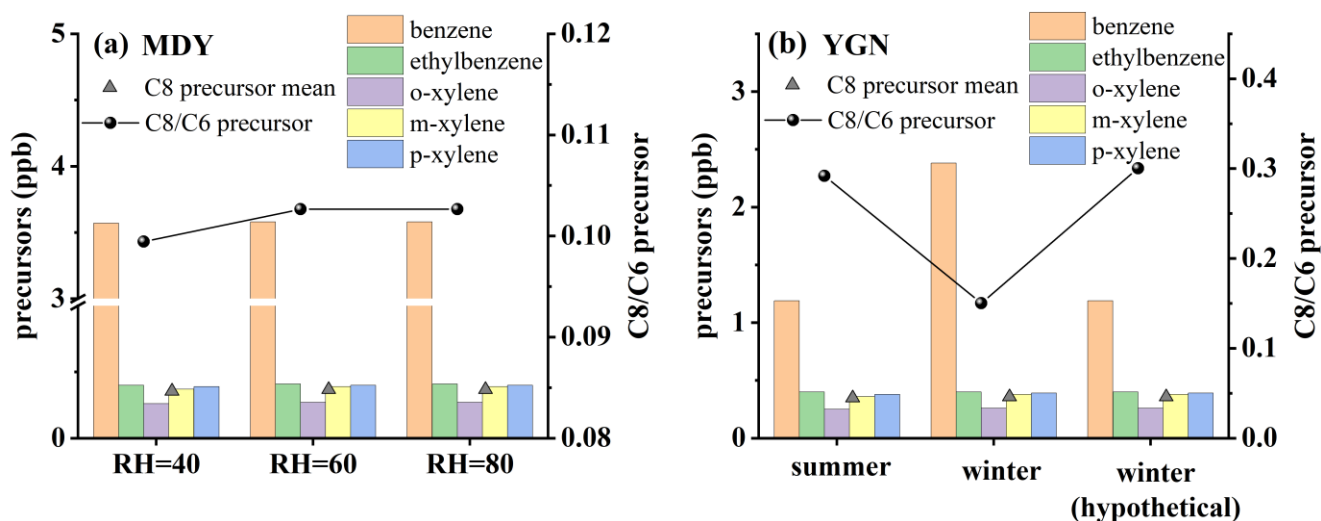 (a) MDY
benzene
ethylbenzene
o-xylene
m-xylene
p-xylene
C8 precursor mean
C8/C6 precursor
precursors (ppb)
5
4
3
0
C8/C6 precursor
0.12
0.11
0.10
0.09
0.08
RH=40
RH=60
RH=80
(b) YGN
benzene
ethylbenzene
o-xylene
m-xylene
p-xylene
C8 precursor mean
C8/C6 precursor
precursors (ppb)
3
2
1
0
C8/C6 precursor
0.4
0.3
0.2
0.1
0.0
summer
winter
winter
(hypothetical)